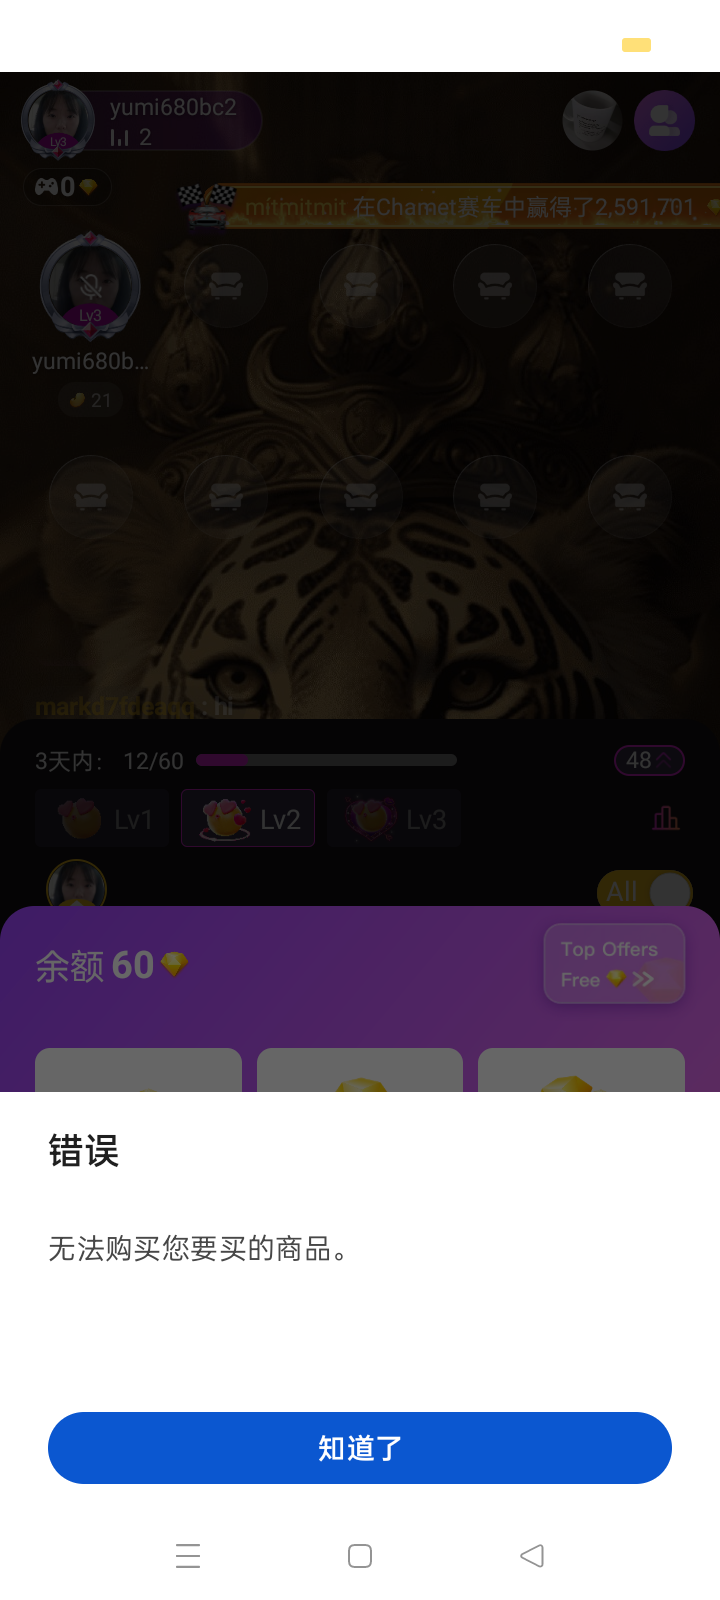 yumi680bc2
2
Lv3
0
mitmitmit 在Chamet赛车中赢得了2,591,701
Lv3
yumi680b...
21
markd7fdeacq : hi
3天内： 12/60
48
Lv1
Lv2
Lv3
All
余额 60
Top Offers
Free
错误
无法购买您要买的商品。
知道了